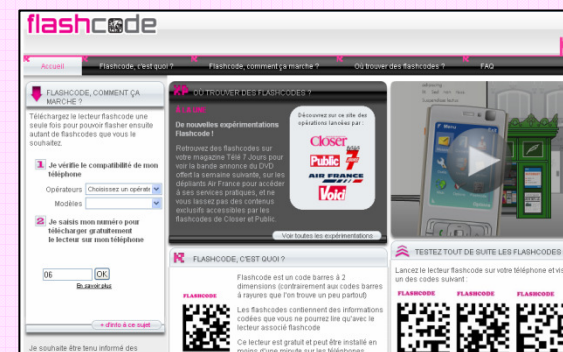 flashcode
Accueil
Flashcode, c'est quoi ?
Flashcode, comment ça marche ?
Où trouver des flashcodes ?
FAQ
FLASHCODE, COMMENT ÇA
MARCHE ?
Téléchargez le lecteur flashcode une
seule fois pour pouvoir flasher ensuite
autant de flashcodes que vous le
souhaitez.
1 Je vérifie le compatibilité de mon
téléphone
Opérateurs Choisissez un opérate
Modèles
2 Je saisis mon numéro pour
télécharger gratuitement
le lecteur sur mon téléphone
06 OK
En savoir plus
+ d'info à ce sujet
Je souhaite être tenu informé des
OÙ TROUVER DES FLASHCODES ?
De nouvelles expérimentations
Flashcode !
Retrouvez des flashcodes sur
votre magazine Télé 7 Jours pour
voir la bande annonce du DVD
offert la semaine suivante, sur les
dépliants Air France pour accéder
à ses services pratiques, et ne
vous lassez pas des contenus
exclusifs accessibles par les
flashcodes de Closer et Public.
Découvrez sur ce site des
opérations lancées par :
Closer
Public 7
AIR FRANCE
Voici
Voir toutes les expérimentations
FLASHCODE, C'EST QUOI ?
FLASHCODE
Flashcode est un code barres à 2
dimensions (contrairement aux codes barres
à rayures que l'on trouve un peu partout)
Les flashcodes contiennent des informations
codées que vous ne pourrez lire qu'avec le
lecteur associé flashcode
Ce lecteur est gratuit et peut être installé en
moins d'une minute sur les téléphones
TESTEZ TOUT DE SUITE LES FLASHCODES
Lancez le lecteur flashcode sur votre téléphone et vis
un des codes suivant :
FLASHCODE FLASHCODE FLASHCODE